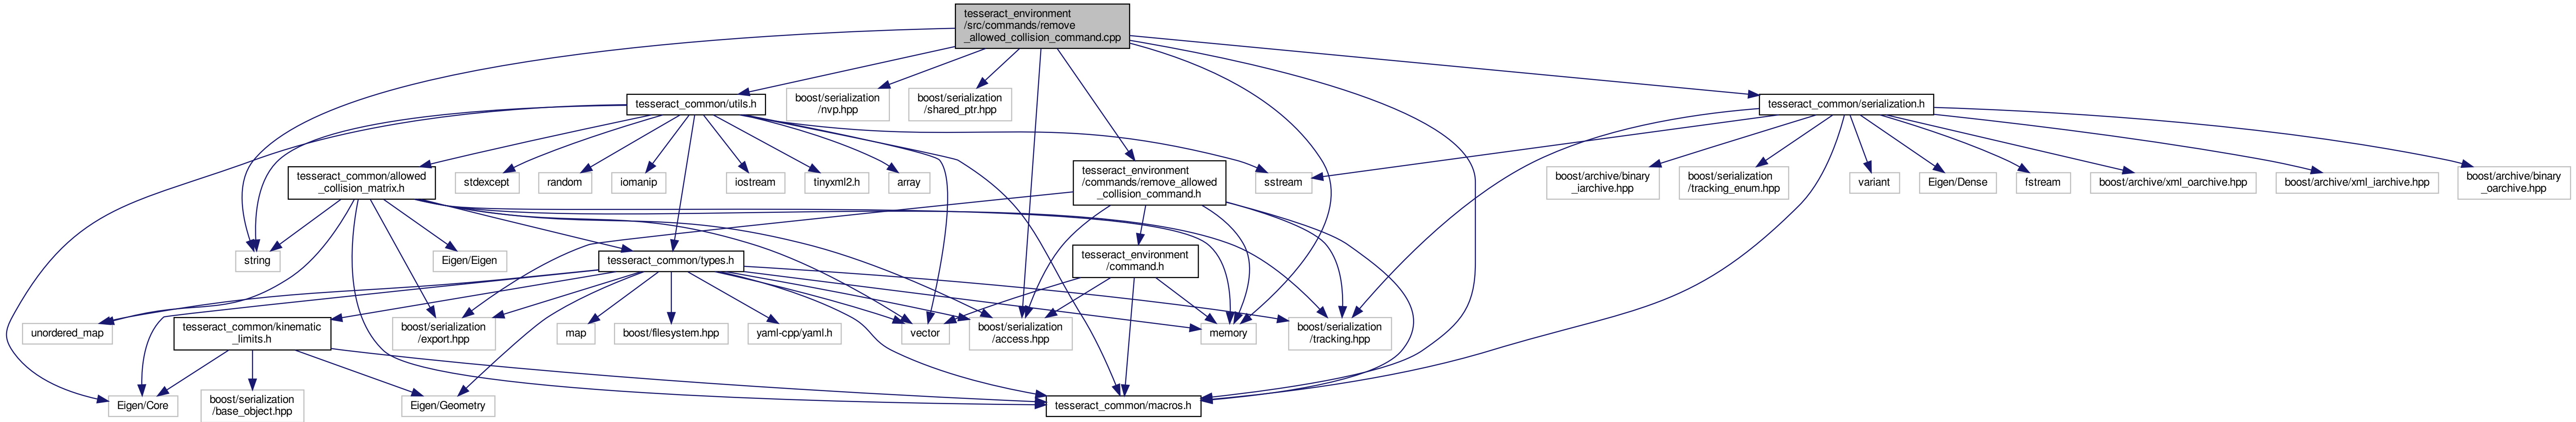 tesseract_environment
/src/commands/remove
_allowed_collision_command.cpp
tesseract_common/utils.h
boost/serialization
/nvp.hpp
boost/serialization
/shared_ptr.hpp
tesseract_common/serialization.h
tesseract_common/allowed
_collision_matrix.h
stdexcept
random
iomanip
iostream
tinyxml2.h
array
tesseract_environment
/commands/remove_allowed
_collision_command.h
sstream
boost/archive/binary
_iarchive.hpp
boost/serialization
/tracking_enum.hpp
variant
Eigen/Dense
fstream
boost/archive/xml_oarchive.hpp
boost/archive/xml_iarchive.hpp
boost/archive/binary
_oarchive.hpp
string
Eigen/Eigen
tesseract_common/types.h
tesseract_environment
/command.h
unordered_map
tesseract_common/kinematic
_limits.h
boost/serialization
/export.hpp
map
boost/filesystem.hpp
yaml-cpp/yaml.h
vector
boost/serialization
/access.hpp
memory
boost/serialization
/tracking.hpp
Eigen/Core
boost/serialization
/base_object.hpp
Eigen/Geometry
tesseract_common/macros.h